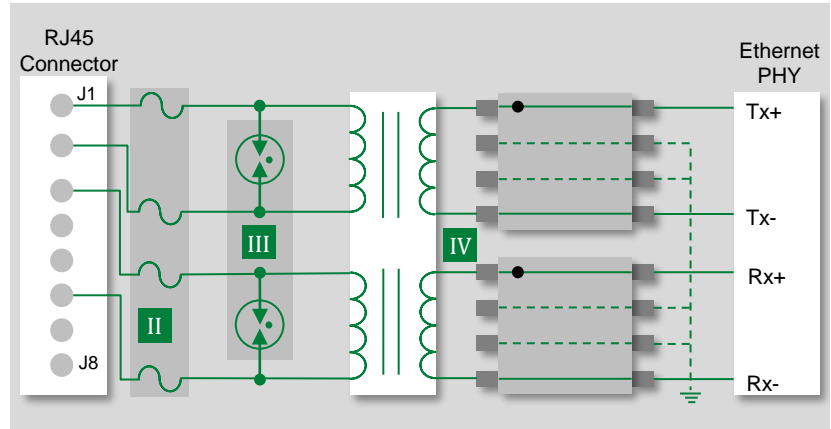 RJ45
Connector
Ethernet
PHY
J1
Tx+
III
IV
Tx-
Rx+
II
J8
Rx-